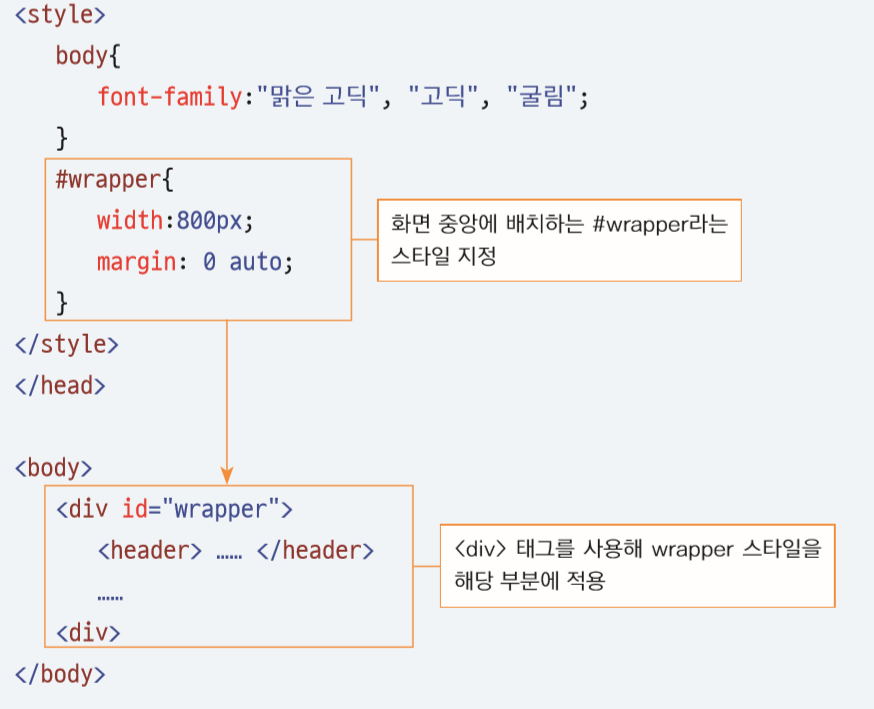 <style>
body{
font-family:"맑은 고딕", "고딕", "굴림";
}
#wrapper{
width:800px;
margin: 0 auto;
}
화면 중앙에 배치하는 #wrapper라는
스타일 지정
</style>
</head>
<body>
<div id="wrapper">
<header> …… </header>
……
<div>
<div> 태그를 사용해 wrapper 스타일을
해당 부분에 적용
</body>